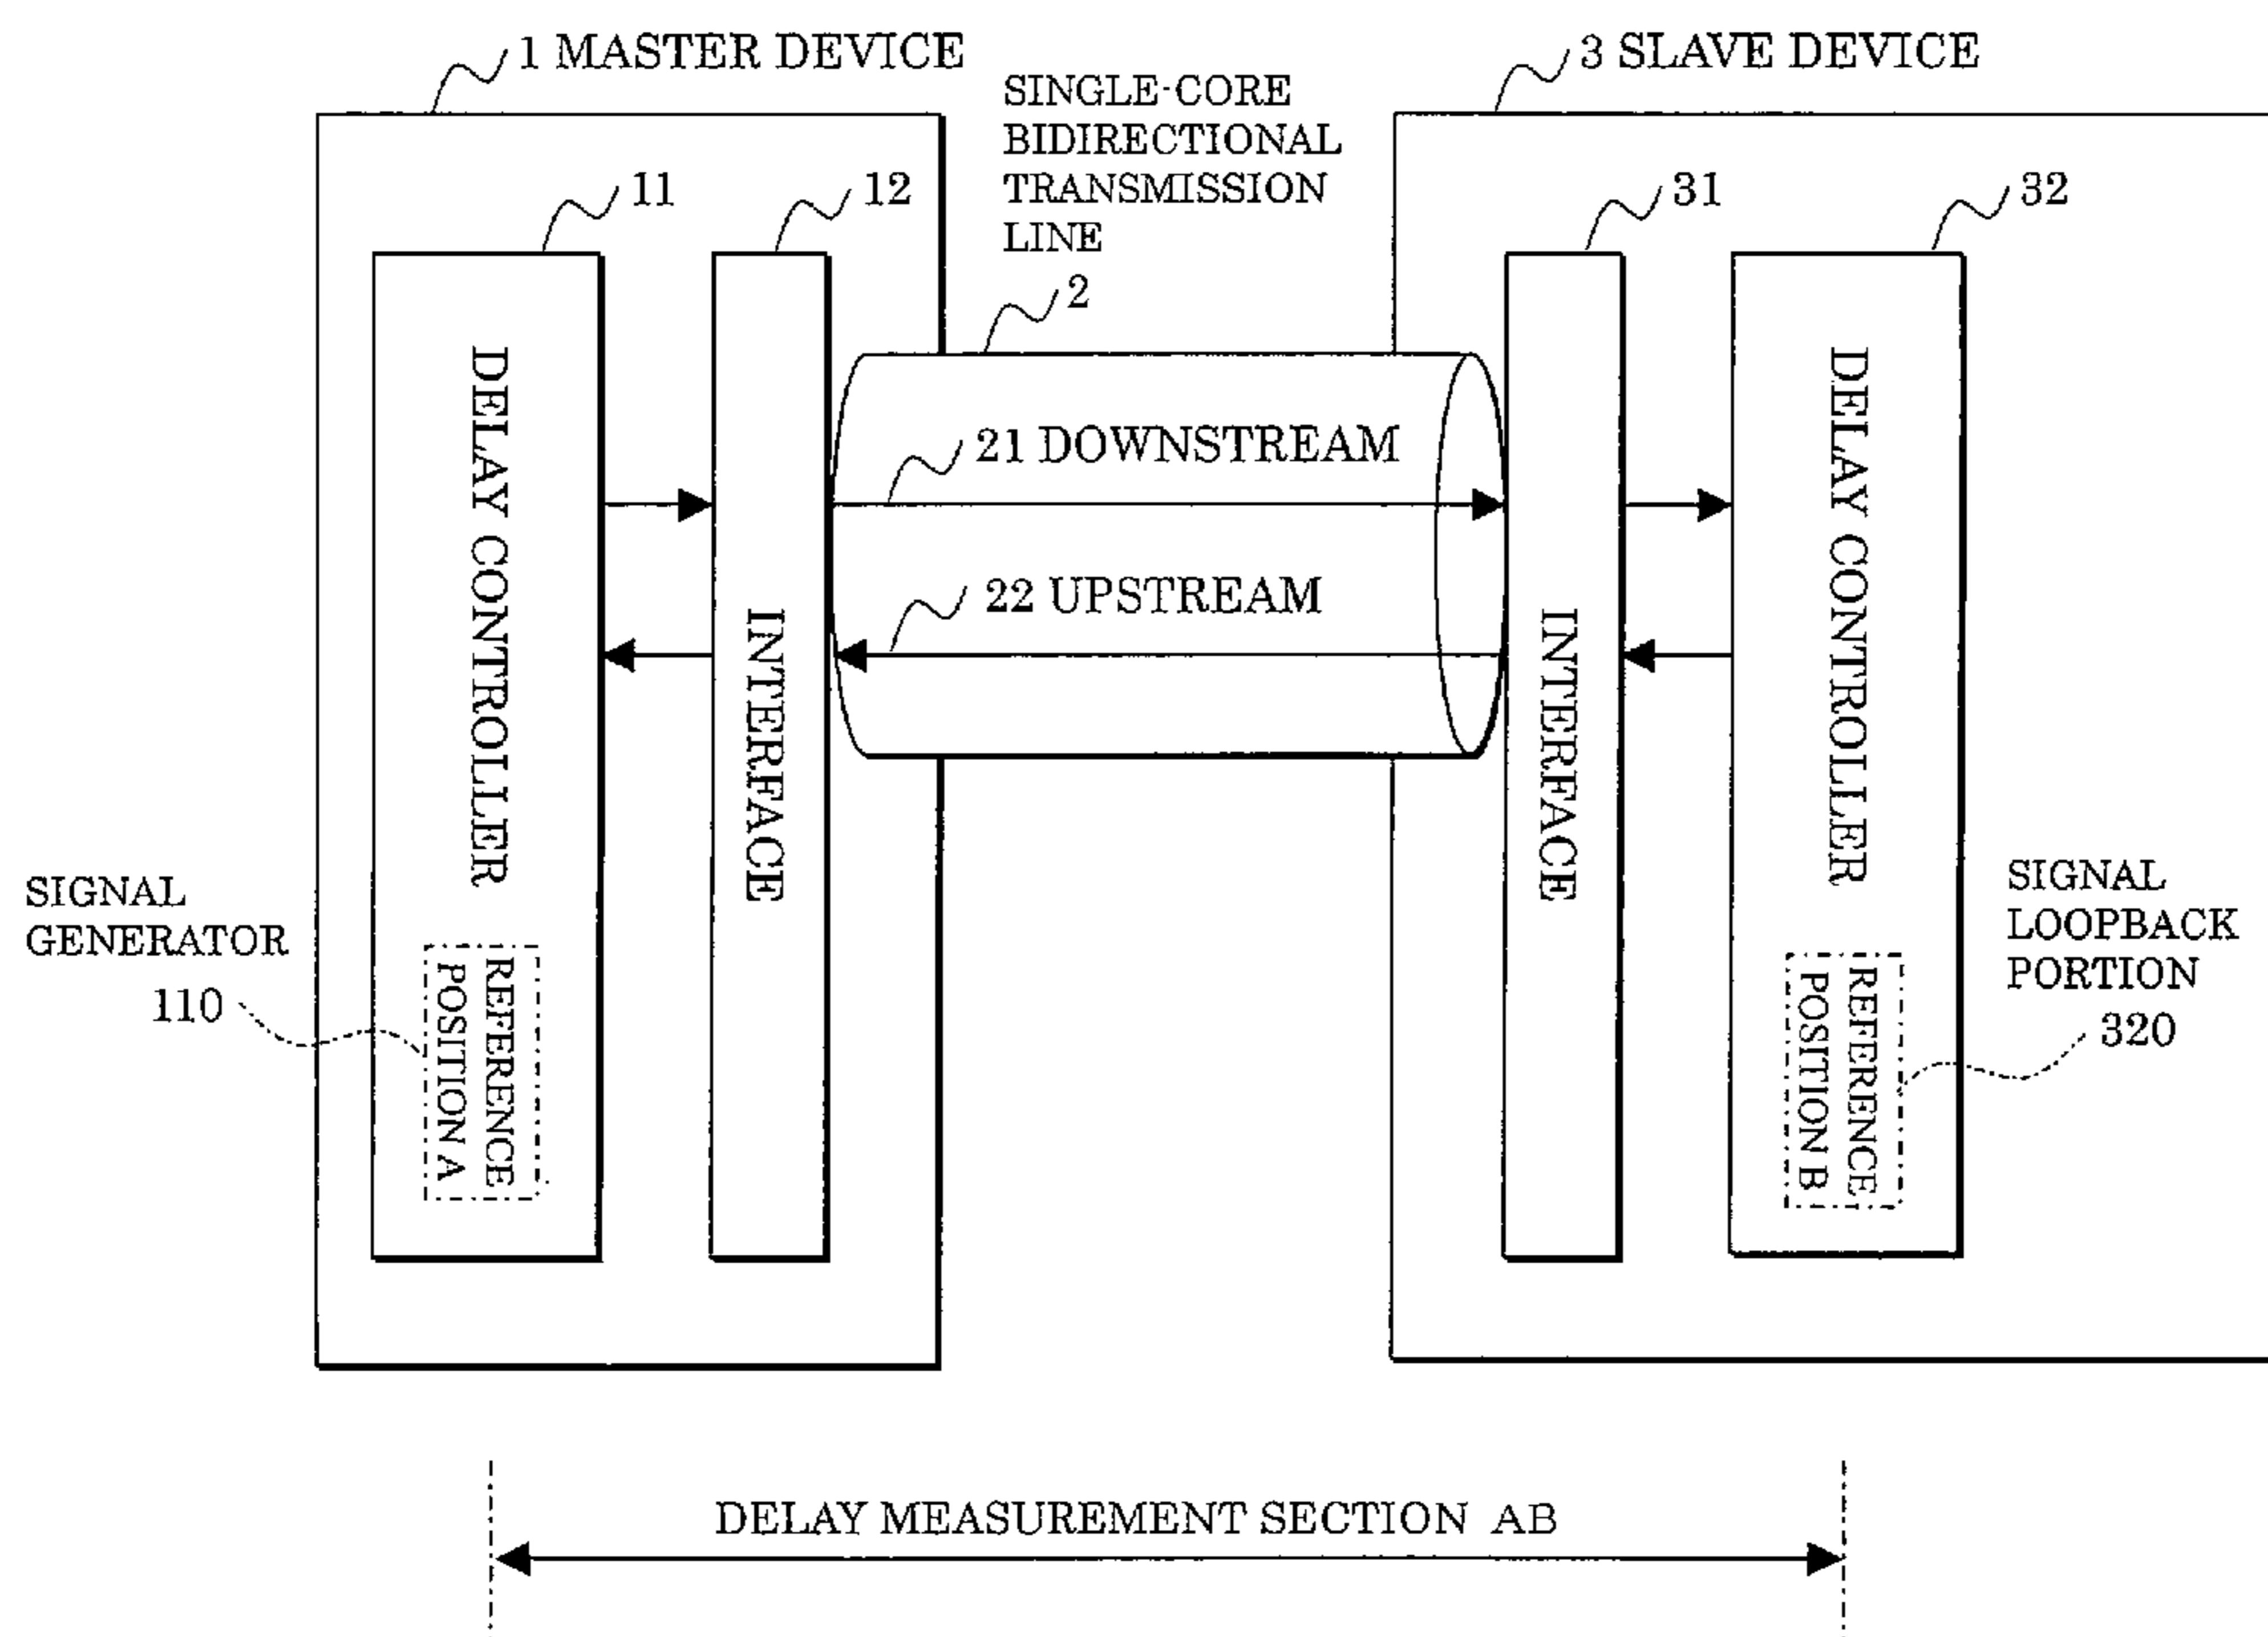 1 MASTER DEVICE
3 SLAVE DEVICE
SINGLE-CORE
BIDIRECTIONAL
TRANSMISSION
LINE
2
11
12
31
32
DELAY CONTROLLER
INTERFACE
21 DOWNSTREAM
22 UPSTREAM
INTERFACE
DELAY CONTROLLER
SIGNAL
GENERATOR
110
REFERENCE
POSITION A
SIGNAL
LOOPBACK
PORTION
320
REFERENCE
POSITION B
DELAY MEASUREMENT SECTION AB